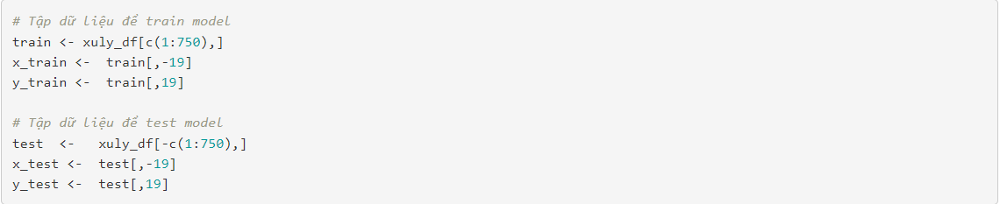 # Tập dữ liệu để train model
train <- xuly_df[c(1:750),]
x_train <-  train[,-19]
y_train <-  train[,19]

# Tập dữ liệu để test model
test  <-   xuly_df[-c(1:750),]
x_test <-  test[,-19]
y_test <-  test[,19]